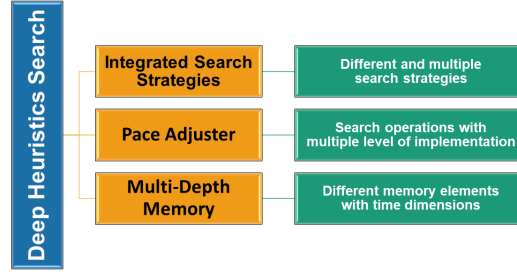 Deep Heuristics Search
Integrated Search
Strategies
Different and multiple
search strategies
Pace Adjuster
Search operations with
multiple level of implementation
Multi-Depth
Memory
Different memory elements
with time dimensions